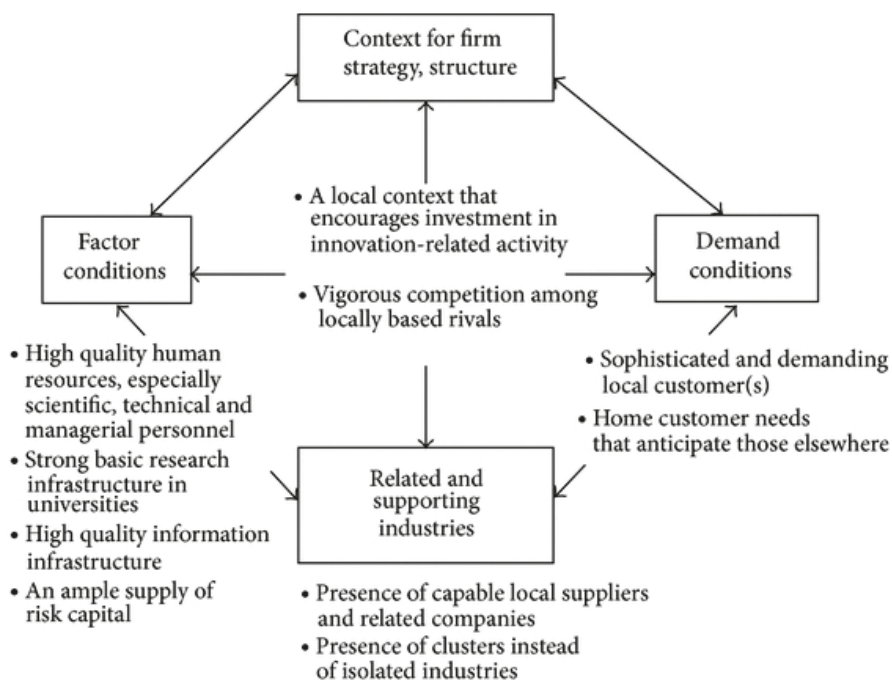 Context for firm
strategy, structure
• A local context that
encourages investment in
innovation-related activity
Factor
conditions
Demand
conditions
• Vigorous competition among
locally based rivals
• High quality human
resources, especially
scientific, technical and
managerial personnel
• Strong basic research
infrastructure in
universities
• High quality information
infrastructure
• An ample supply of
risk capital
• Sophisticated and demanding
local customer(s)
• Home customer needs
that anticipate those elsewhere
Related and
supporting
industries
• Presence of capable local suppliers
and related companies
• Presence of clusters instead
of isolated industries